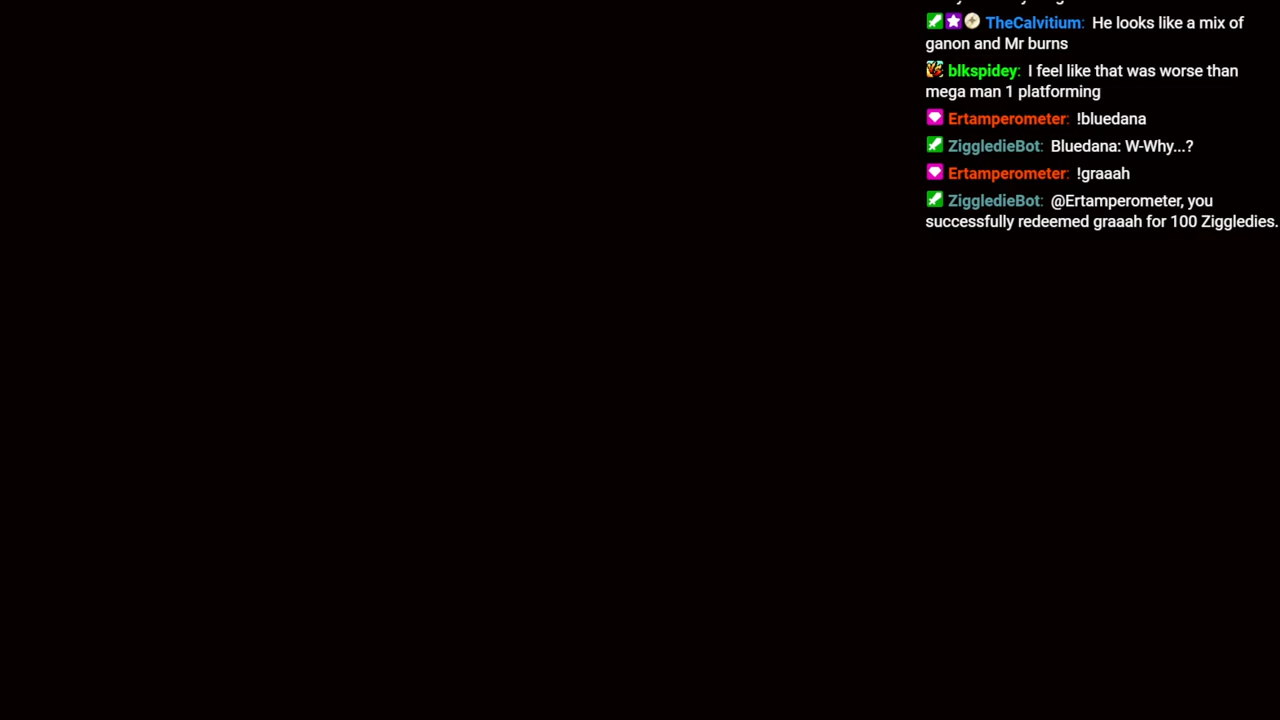 TheCalvitium: He looks like a mix of
ganon and Mr burns
blkspidey: I feel like that was worse than
mega man 1 platforming
Ertamperometer: !bluedana
ZiggledieBot: Bluedana: W-Why...?
Ertamperometer: !graaah
ZiggledieBot: @Ertamperometer, you
successfully redeemed graaah for 100 Ziggledies.